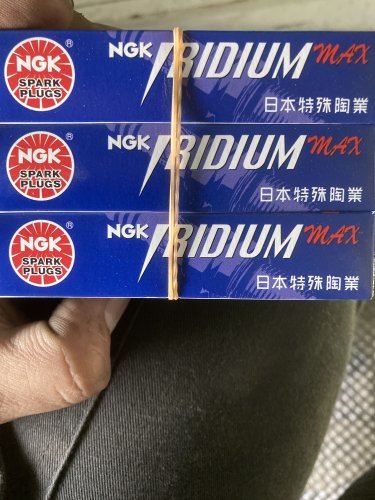 NGK
SPARK
PLUGS
®
NGK IRIDIUM MAX
日本特殊陶業
NGK
SPARK
PLUGS
®
NGK IRIDIUM MAX
日本特殊陶業
NGK
SPARK
PLUGS
®
NGK IRIDIUM MAX
日本特殊陶業